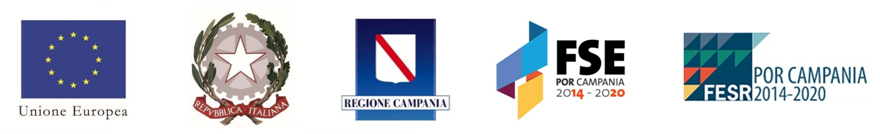 Unione Europea
REPVBBLICA ITALIANA
REGIONE CAMPANIA
FSE
POR CAMPANIA
2014 - 2020
FESR
POR CAMPANIA
2014-2020